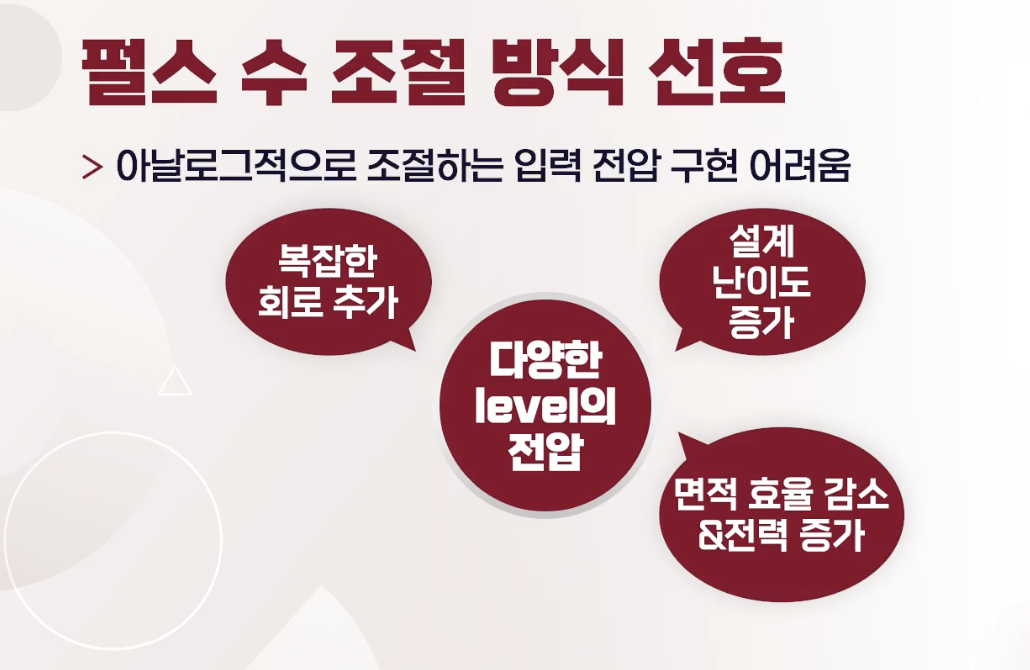 펄스 수 조절 방식 선호
> 아날로그적으로 조절하는 입력 전압 구현 어려움
복잡한
회로 추가
설계
난이도
증가
다양한
level의
전압
면적 효율 감소
&전력 증가